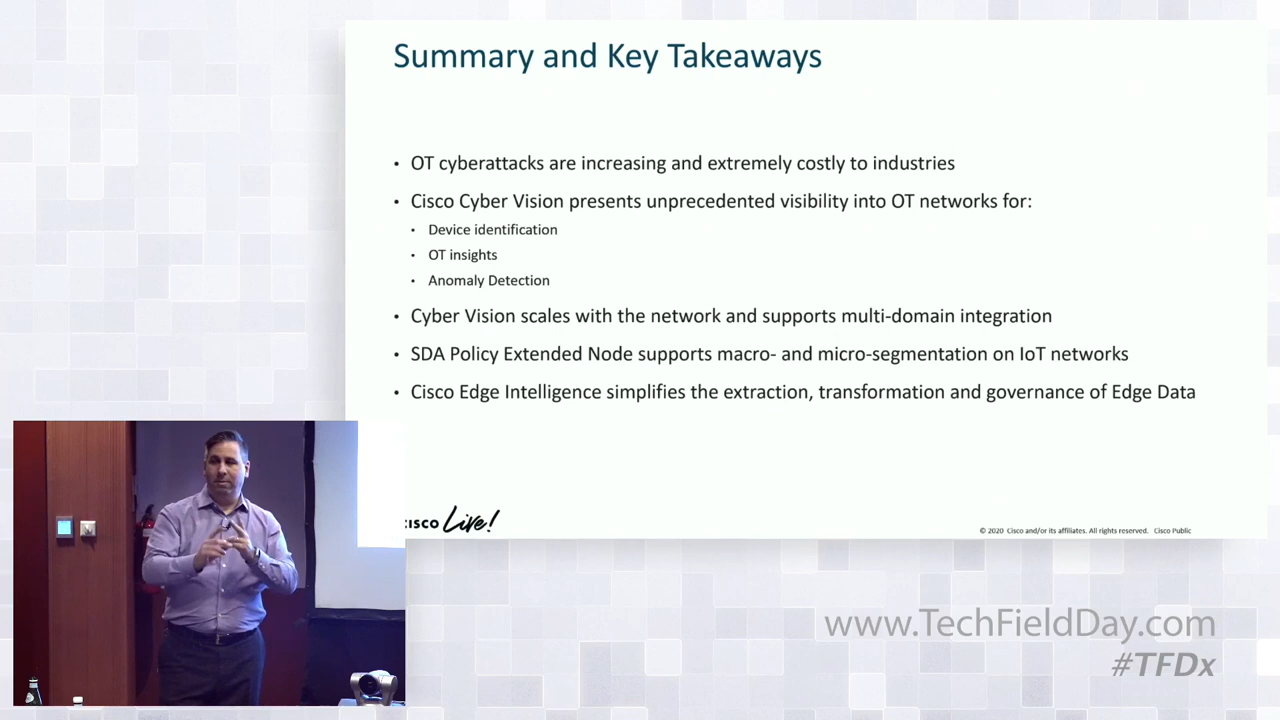 Summary and Key Takeaways
• OT cyberattacks are increasing and extremely costly to industries
• Cisco Cyber Vision presents unprecedented visibility into OT networks for:
• Device identification
• OT insights
• Anomaly Detection
• Cyber Vision scales with the network and supports multi-domain integration
• SDA Policy Extended Node supports macro- and micro-segmentation on IoT networks
• Cisco Edge Intelligence simplifies the extraction, transformation and governance of Edge Data
cisco Live!
© 2020 Cisco and/or its affiliates. All rights reserved. Cisco Public
www.TechFieldDay.com
#TFDx